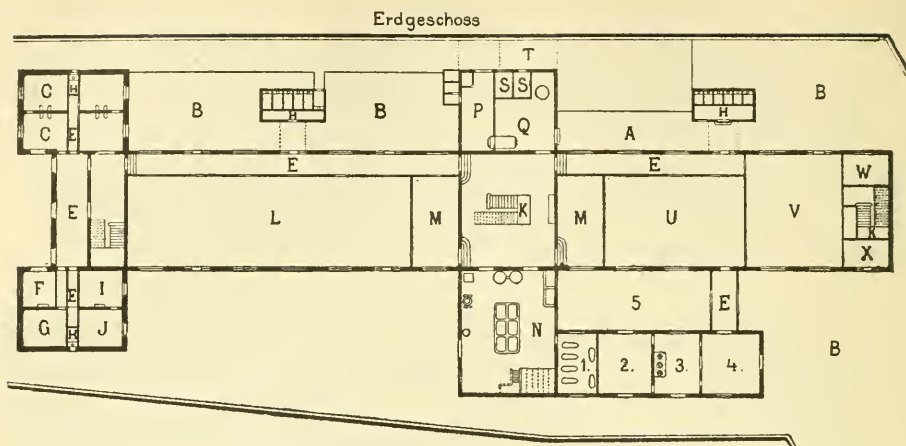 Erdgeschoss
T
C H B B P S S Q A H B
C E H
E E E W
E L M K M U V K
X
F E I N 5 E
G H J B
1. 2. 3. 4.